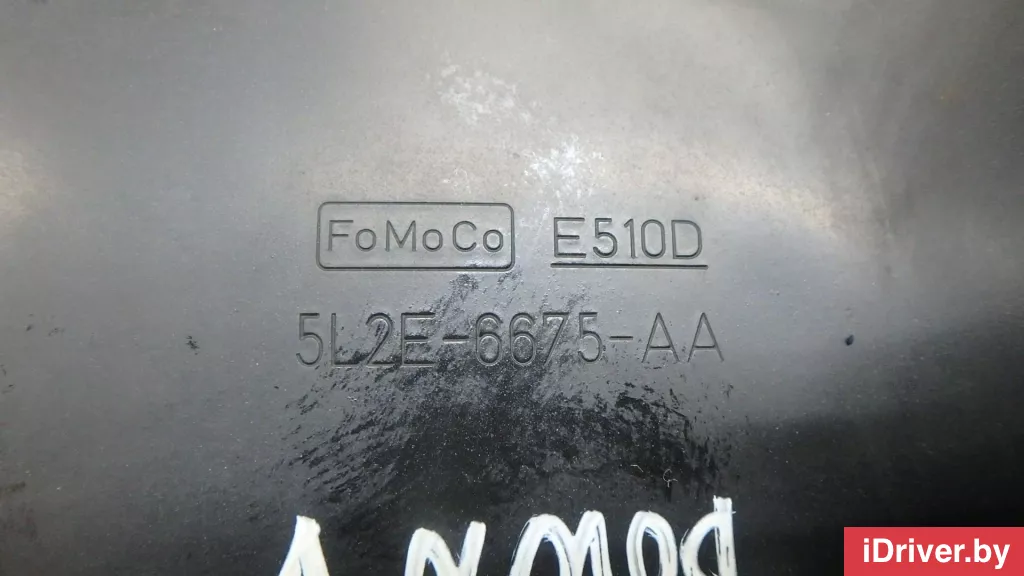 FoMoCo E510D
5L2E-6675-AA
iDriver.by